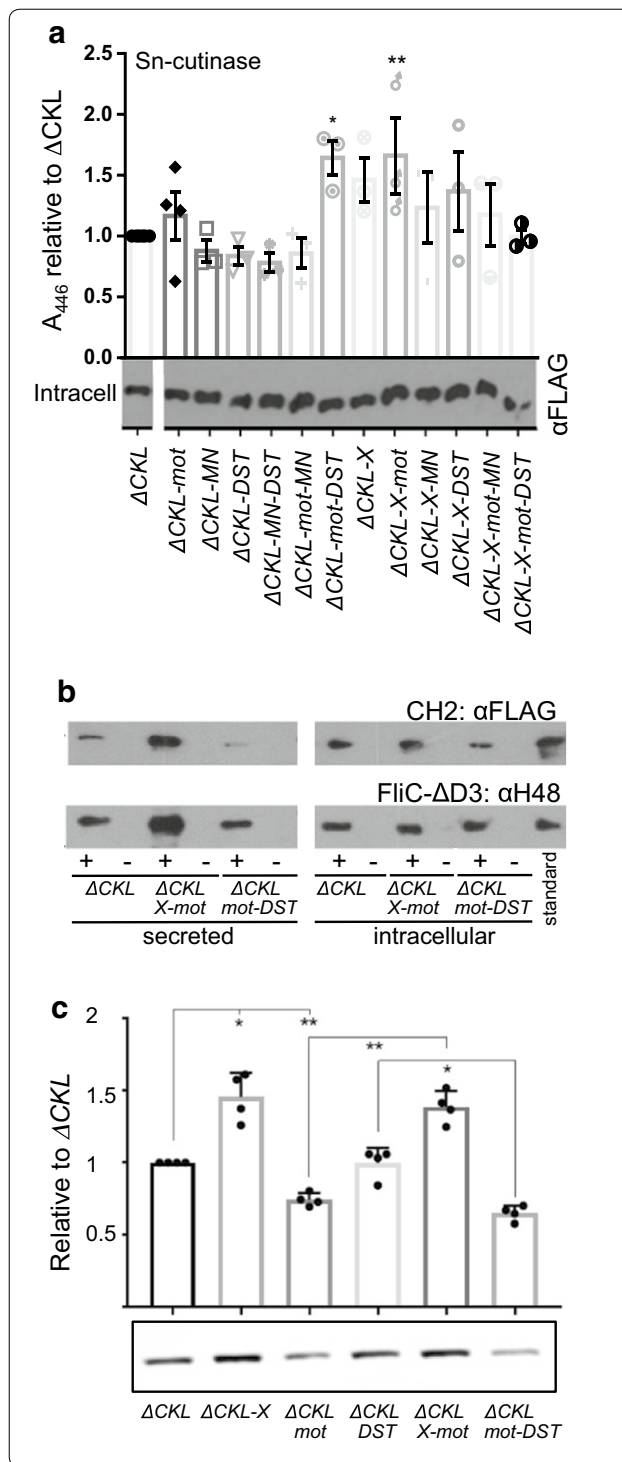 a
Sn-cutinase
A446 relative to ΔCKL
2.5
2.0
1.5
1.0
0.5
0.0
*
**
Intracell
αFLAG
ΔCKL
ΔCKL-mot
ΔCKL-MN
ΔCKL-DST
ΔCKL-MN-DST
ΔCKL-mot-MN
ΔCKL-mot-DST
ΔCKL-X
ΔCKL-X-mot
ΔCKL-X-MN
ΔCKL-X-DST
ΔCKL-X-mot-MN
ΔCKL-X-mot-DST
b
CH2: αFLAG
FliC-ΔD3: αH48
+ - + - + - + - + - + -
ΔCKL ΔCKL ΔCKL ΔCKL ΔCKL ΔCKL standard
X-mot mot-DST X-mot mot-DST
secreted intracellular
c
Relative to ΔCKL
2
1.5
1
0.5
* **
**
*
ΔCKL ΔCKL-X ΔCKL ΔCKL ΔCKL ΔCKL
mot DST X-mot mot-DST